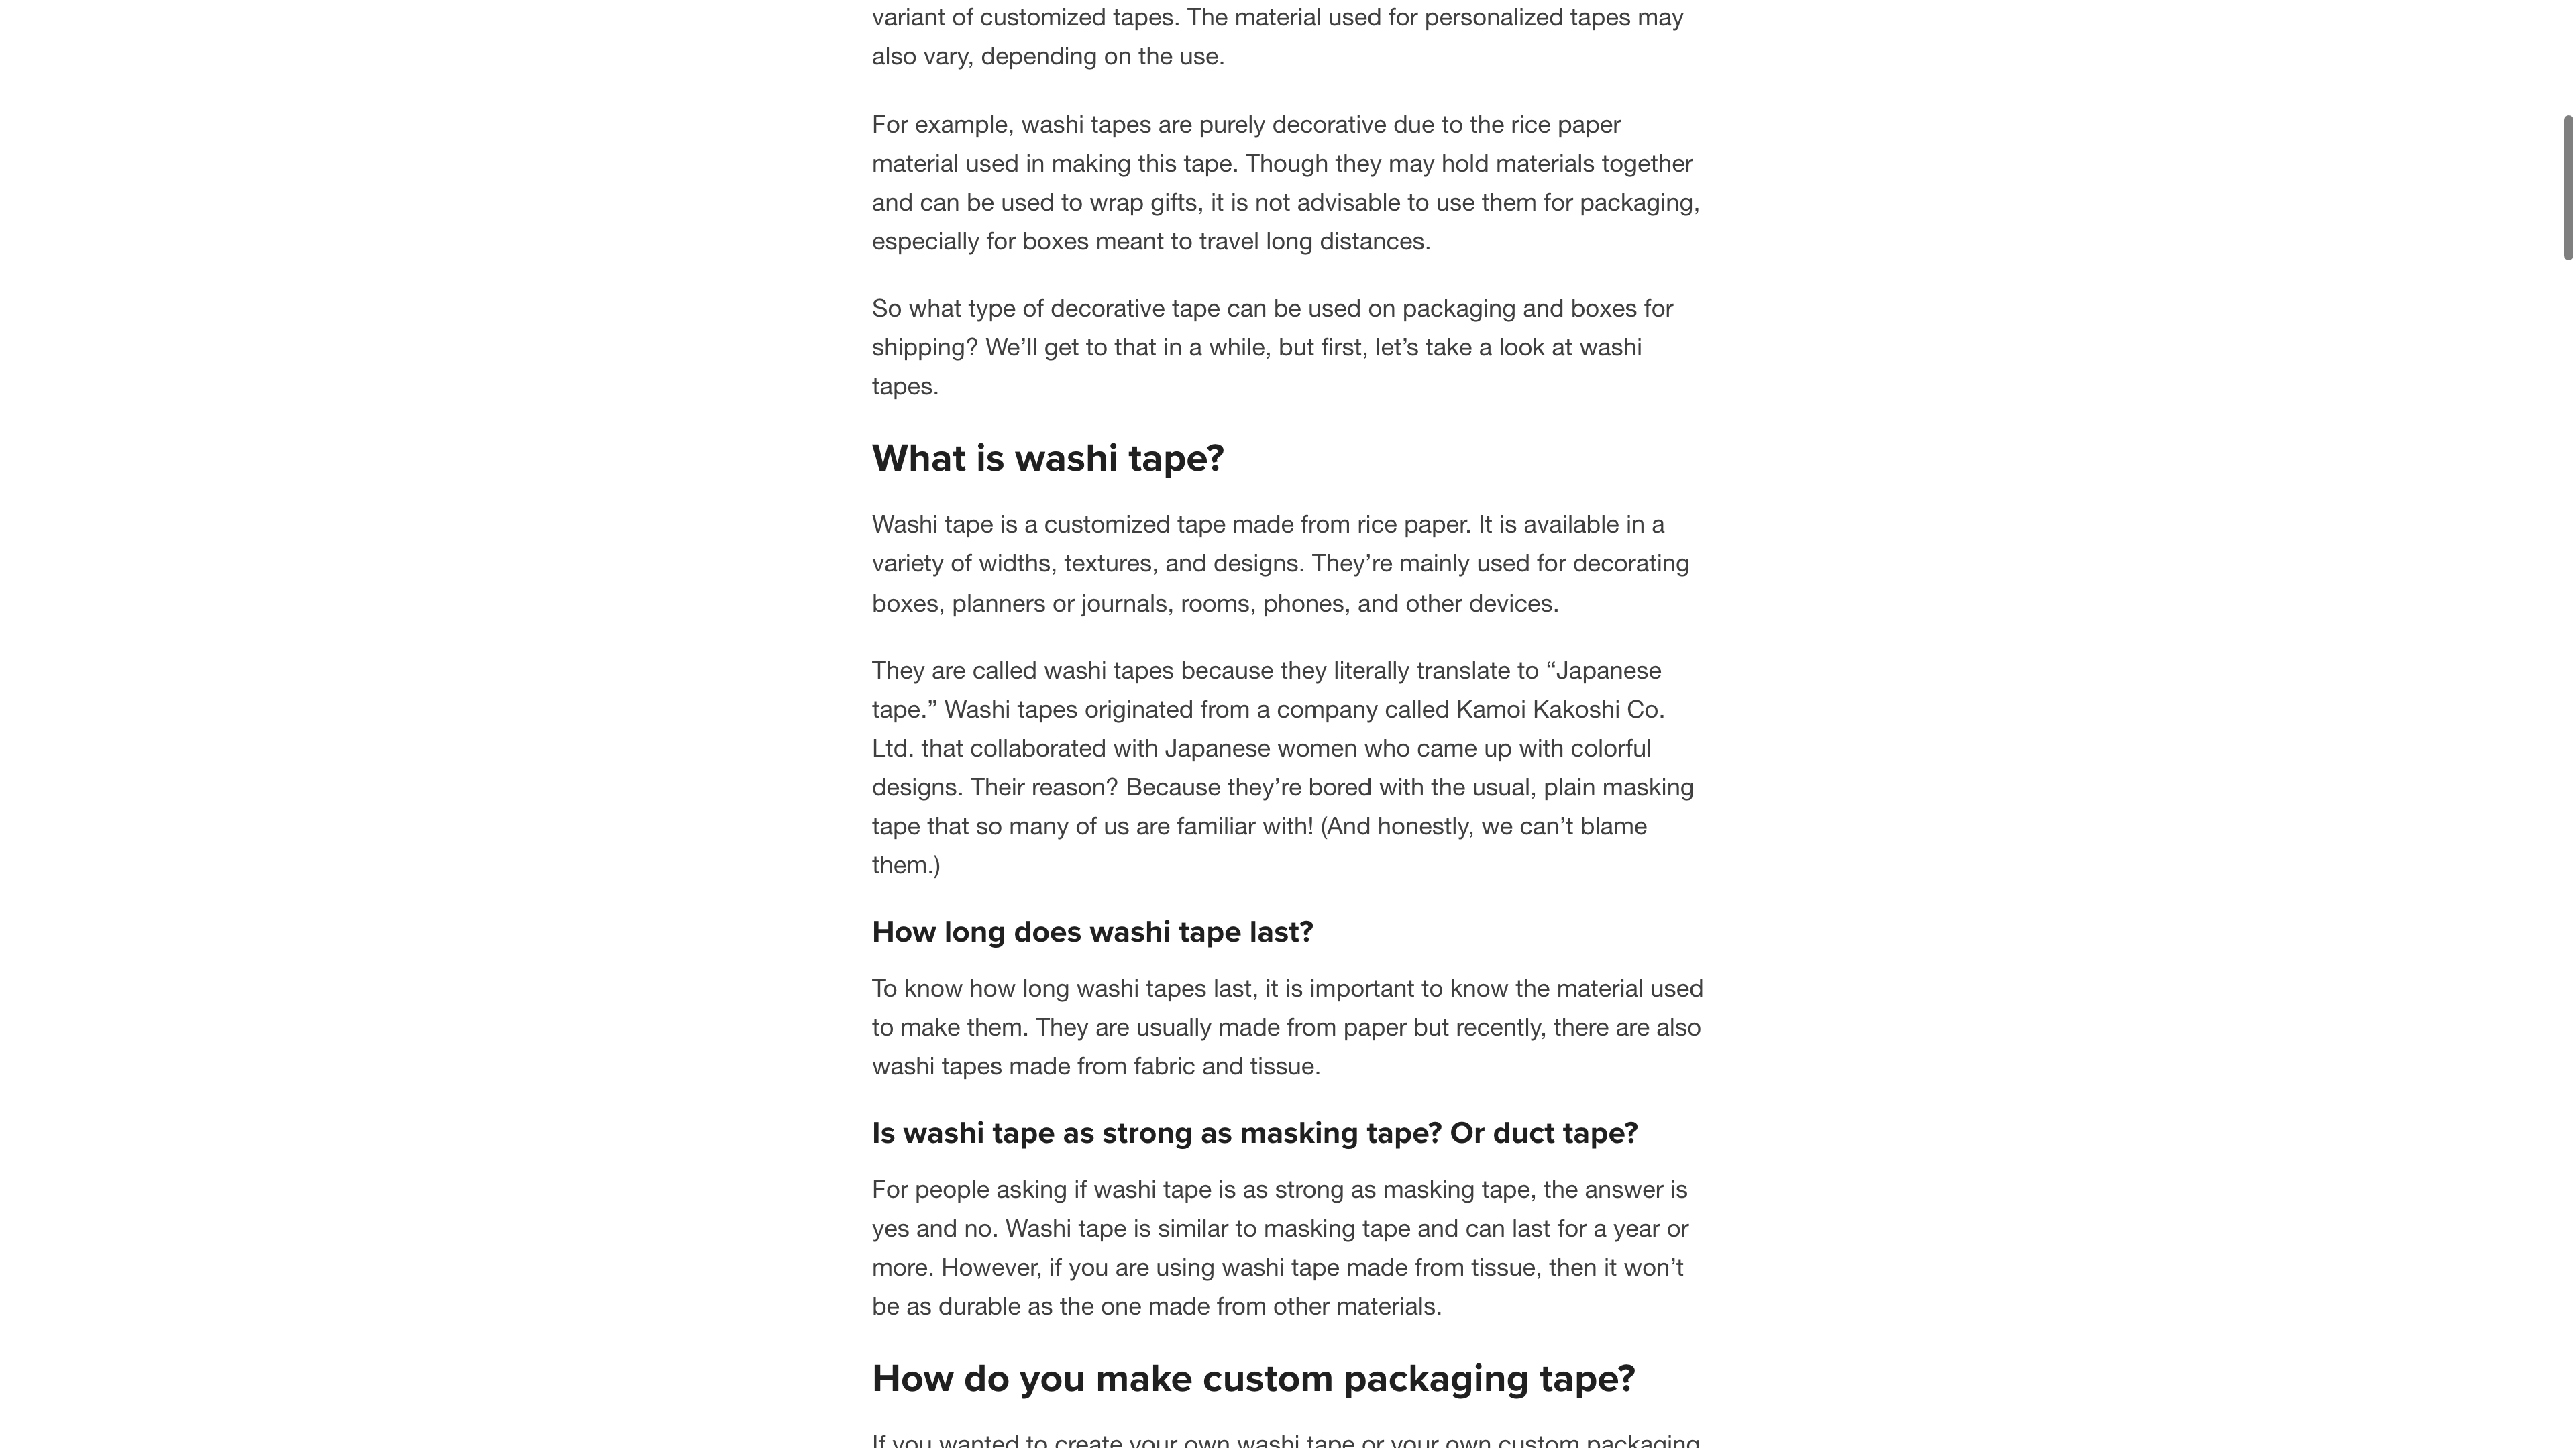 variant of customized tapes. The material used for personalized tapes may
also vary, depending on the use.
For example, washi tapes are purely decorative due to the rice paper
material used in making this tape. Though they may hold materials together
and can be used to wrap gifts, it is not advisable to use them for packaging,
especially for boxes meant to travel long distances.
So what type of decorative tape can be used on packaging and boxes for
shipping? We’ll get to that in a while, but first, let’s take a look at washi
tapes.
What is washi tape?
Washi tape is a customized tape made from rice paper. It is available in a
variety of widths, textures, and designs. They’re mainly used for decorating
boxes, planners or journals, rooms, phones, and other devices.
They are called washi tapes because they literally translate to “Japanese
tape.” Washi tapes originated from a company called Kamoi Kakoshi Co.
Ltd. that collaborated with Japanese women who came up with colorful
designs. Their reason? Because they’re bored with the usual, plain masking
tape that so many of us are familiar with! (And honestly, we can’t blame
them.)
How long does washi tape last?
To know how long washi tapes last, it is important to know the material used
to make them. They are usually made from paper but recently, there are also
washi tapes made from fabric and tissue.
Is washi tape as strong as masking tape? Or duct tape?
For people asking if washi tape is as strong as masking tape, the answer is
yes and no. Washi tape is similar to masking tape and can last for a year or
more. However, if you are using washi tape made from tissue, then it won’t
be as durable as the one made from other materials.
How do you make custom packaging tape?
If you wanted to create your own washi tape or your own custom packaging